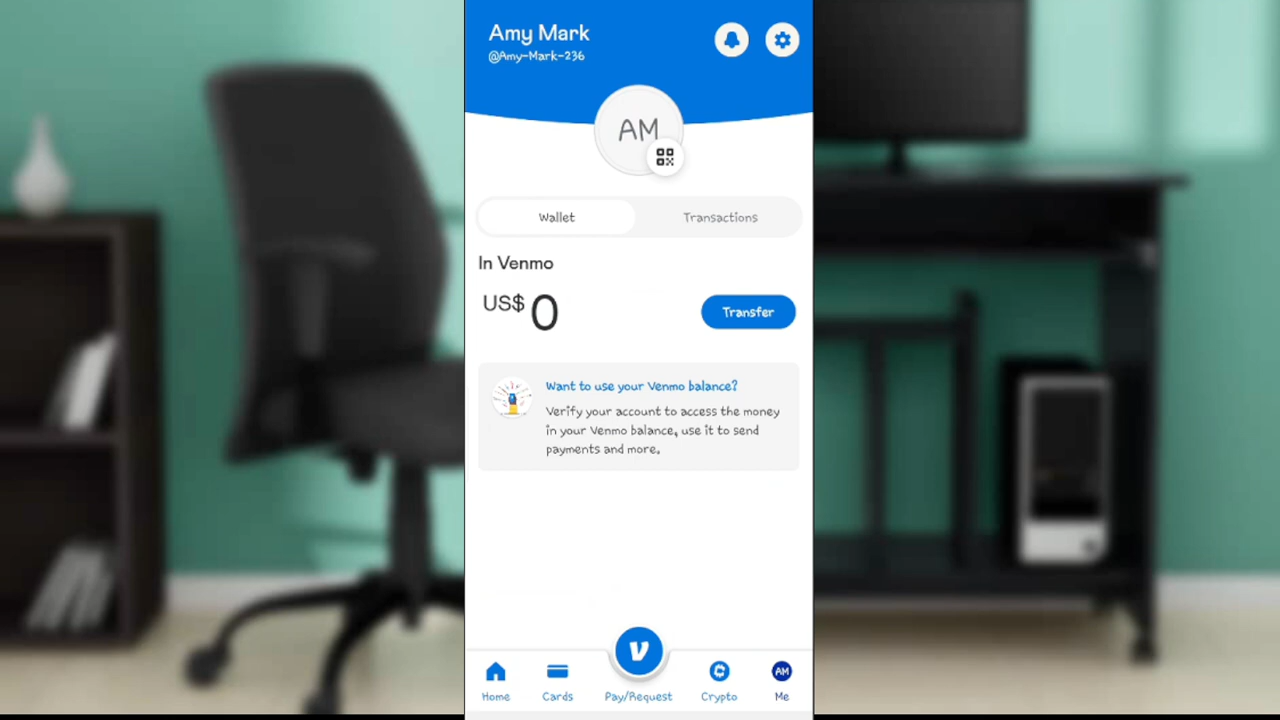 Amy Mark
@Amy-Mark-236
AM
Wallet
Transactions
In Venmo
US$ 0
Transfer
Want to use your Venmo balance?
Verify your account to access the money
in your Venmo balance, use it to send
payments and more.
V
AM
Home
Cards
Pay/Request
Crypto
Me